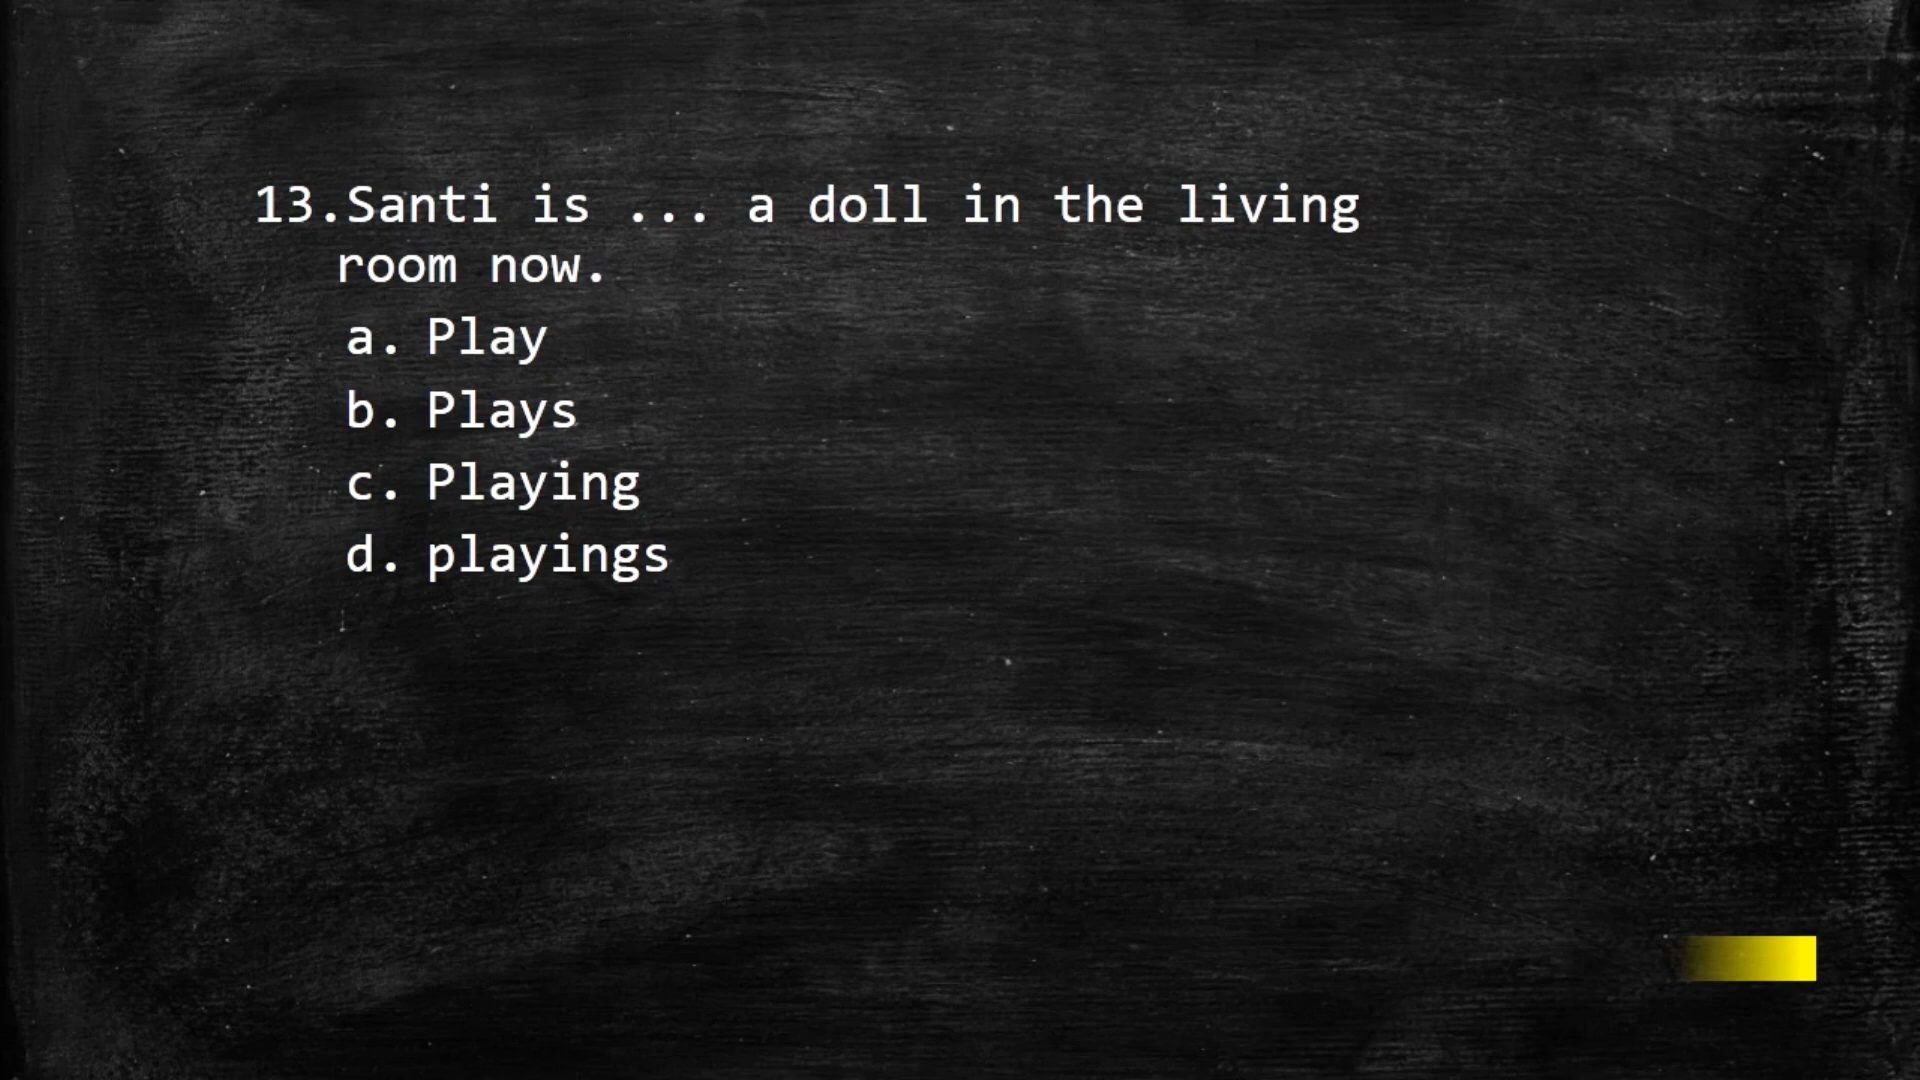 13.Santi is ... a doll in the living
room now.
a. Play
b. Plays
c. Playing
d. playings